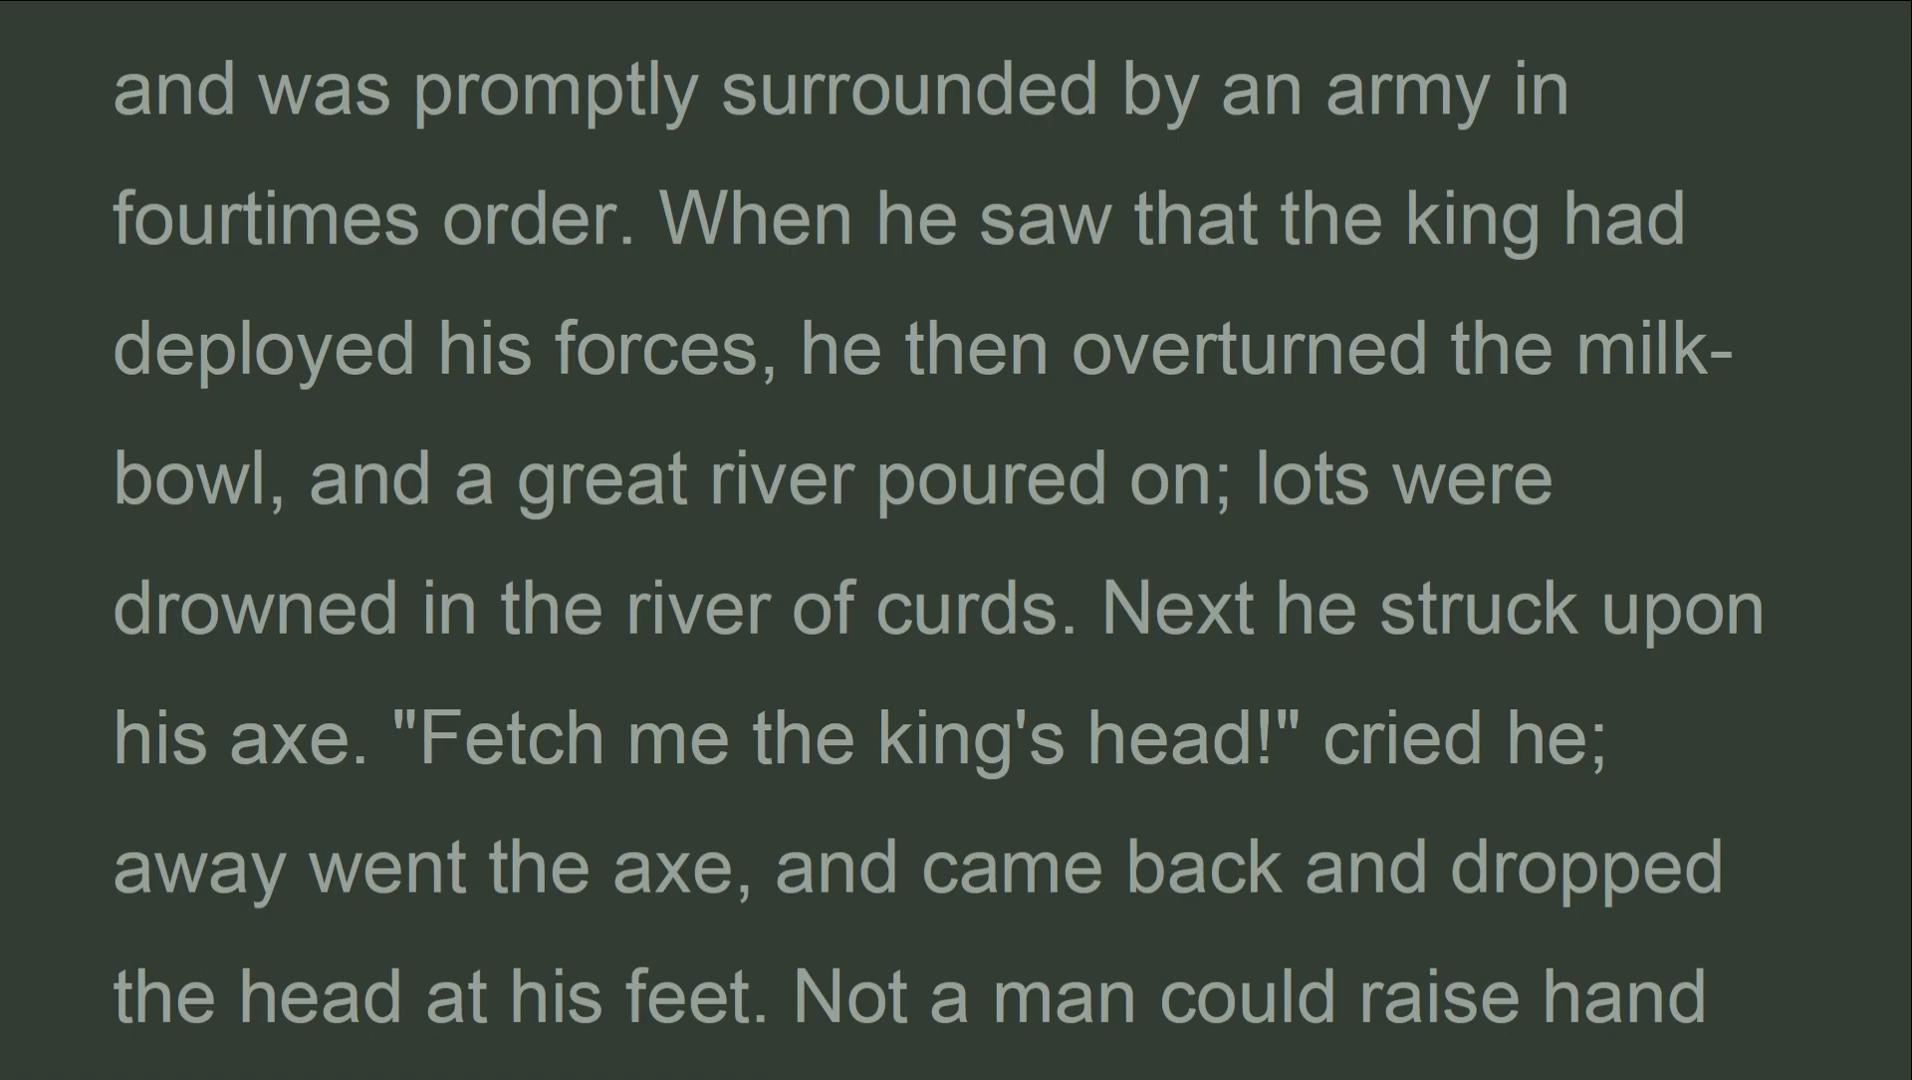 and was promptly surrounded by an army in
fourtimes order. When he saw that the king had
deployed his forces, he then overturned the milk-
bowl, and a great river poured on; lots were
drowned in the river of curds. Next he struck upon
his axe. "Fetch me the king's head!" cried he;
away went the axe, and came back and dropped
the head at his feet. Not a man could raise hand